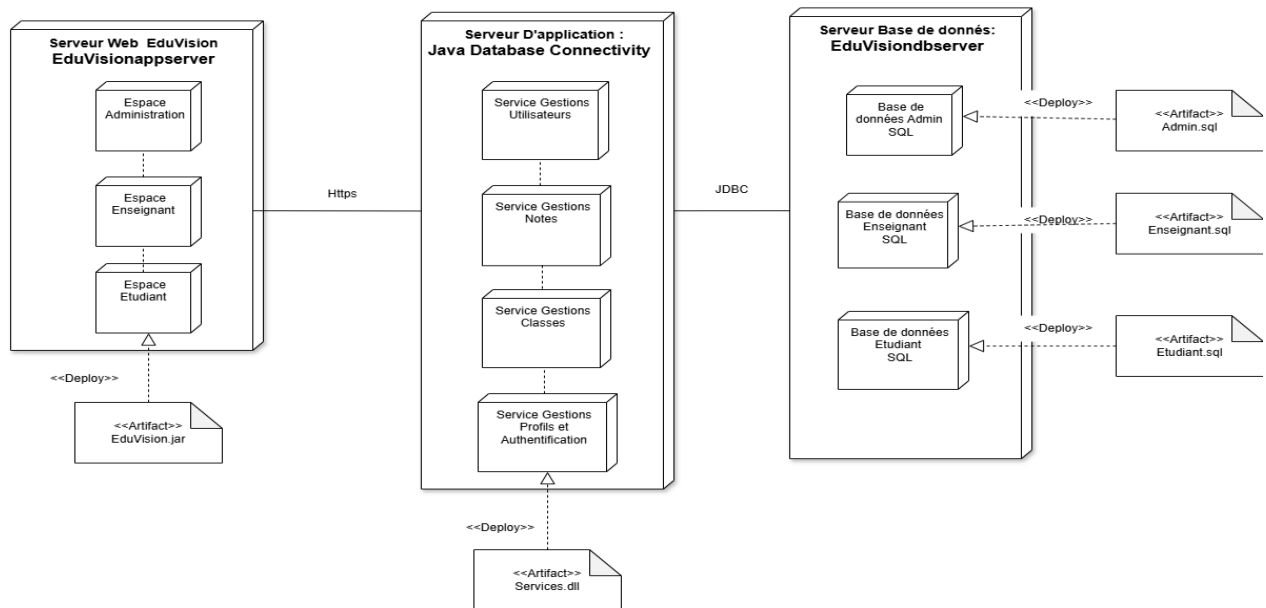 Serveur Web EduVision
EduVisionappserver
Espace
Administration
Espace
Enseignant
Espace
Etudiant
<<Deploy>>
<<Artifact>>
EduVision.jar
Https
Serveur D'application :
Java Database Connectivity
Service Gestions
Utilisateurs
Service Gestions
Notes
Service Gestions
Classes
Service Gestions
Profils et
Authentification
<<Deploy>>
<<Artifact>>
Services.dll
JDBC
Serveur Base de donnés:
EduVisiondbserver
Base de
données Admin
SQL
<<Deploy>>
<<Artifact>>
Admin.sql
Base de données
Enseignant
SQL
<<Deploy>>
<<Artifact>>
Enseignant.sql
Base de données
Etudiant
SQL
<<Deploy>>
<<Artifact>>
Etudiant.sql